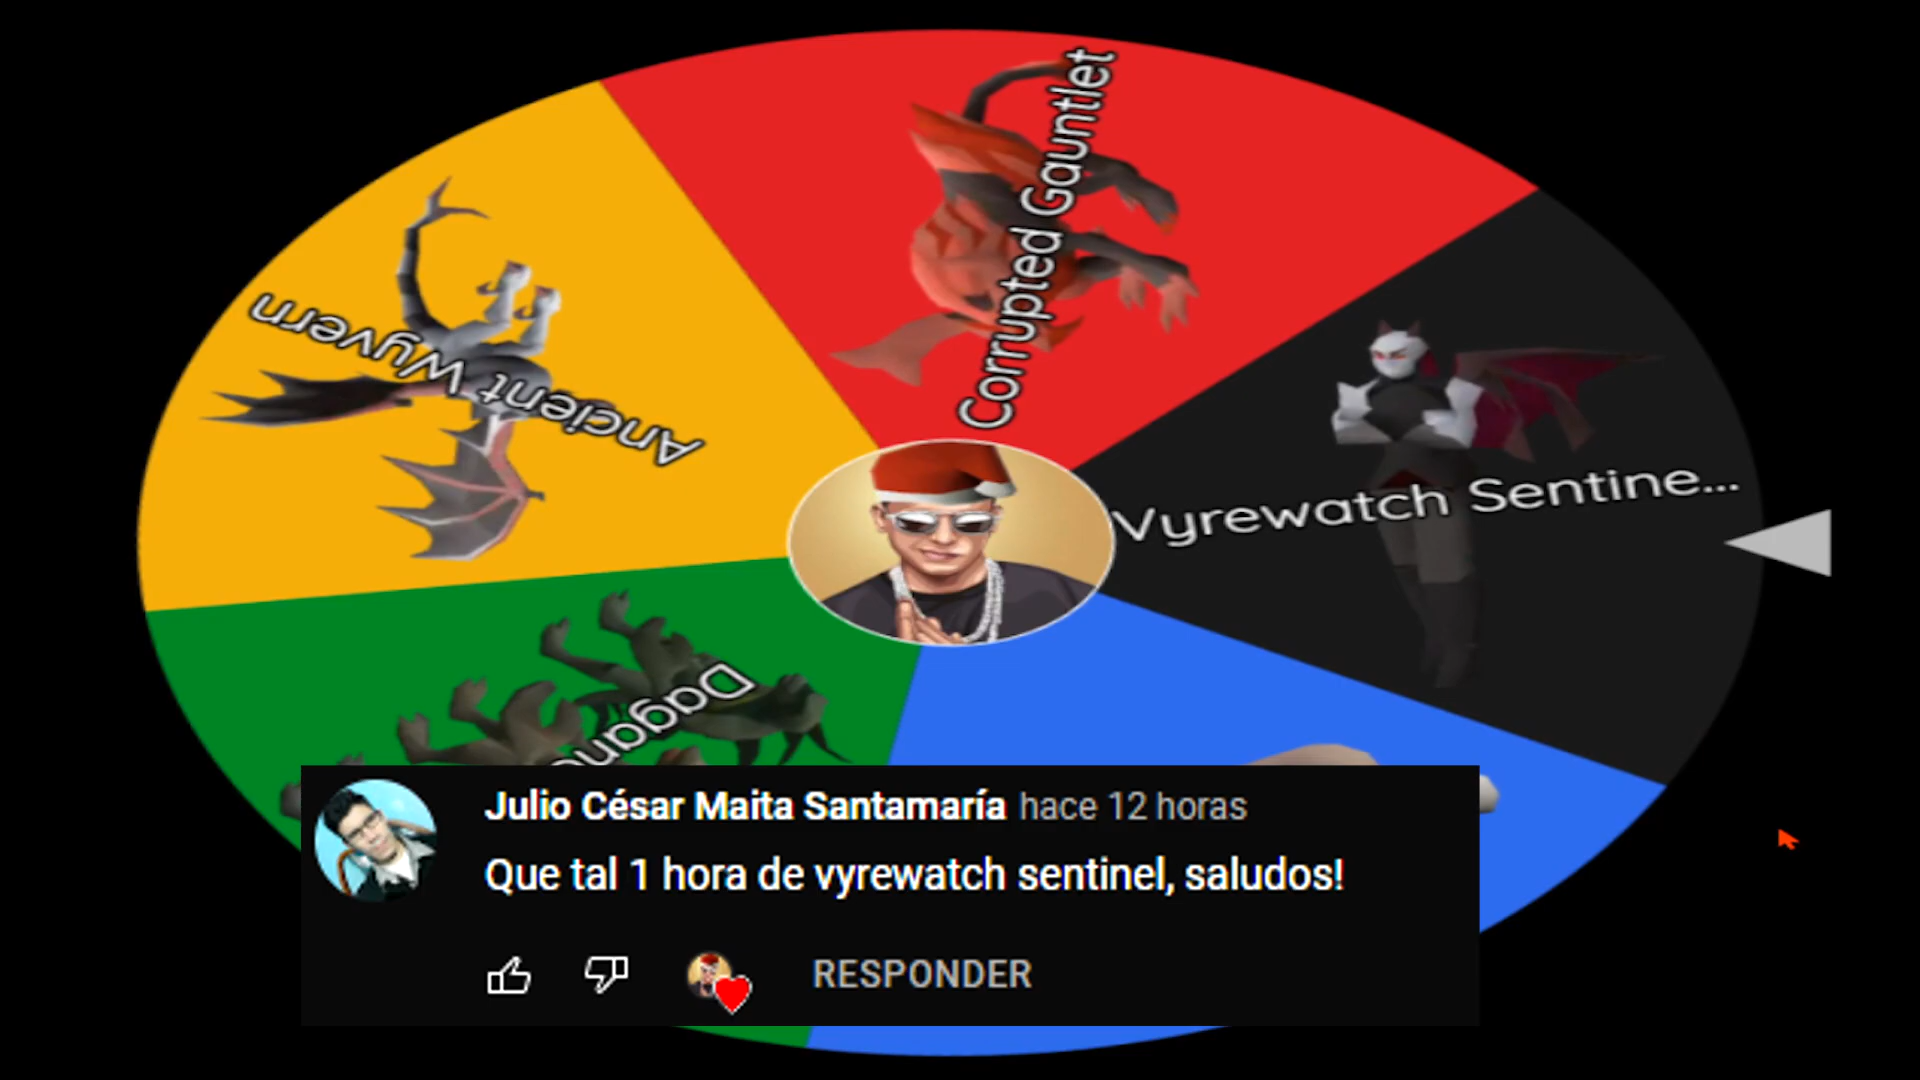 Corrupted Gauntlet
Ancient Wyvern
Vyrewatch Sentine...
Dagano
Julio César Maita Santamaría hace 12 horas
Que tal 1 hora de vyrewatch sentinel, saludos!
RESPONDER